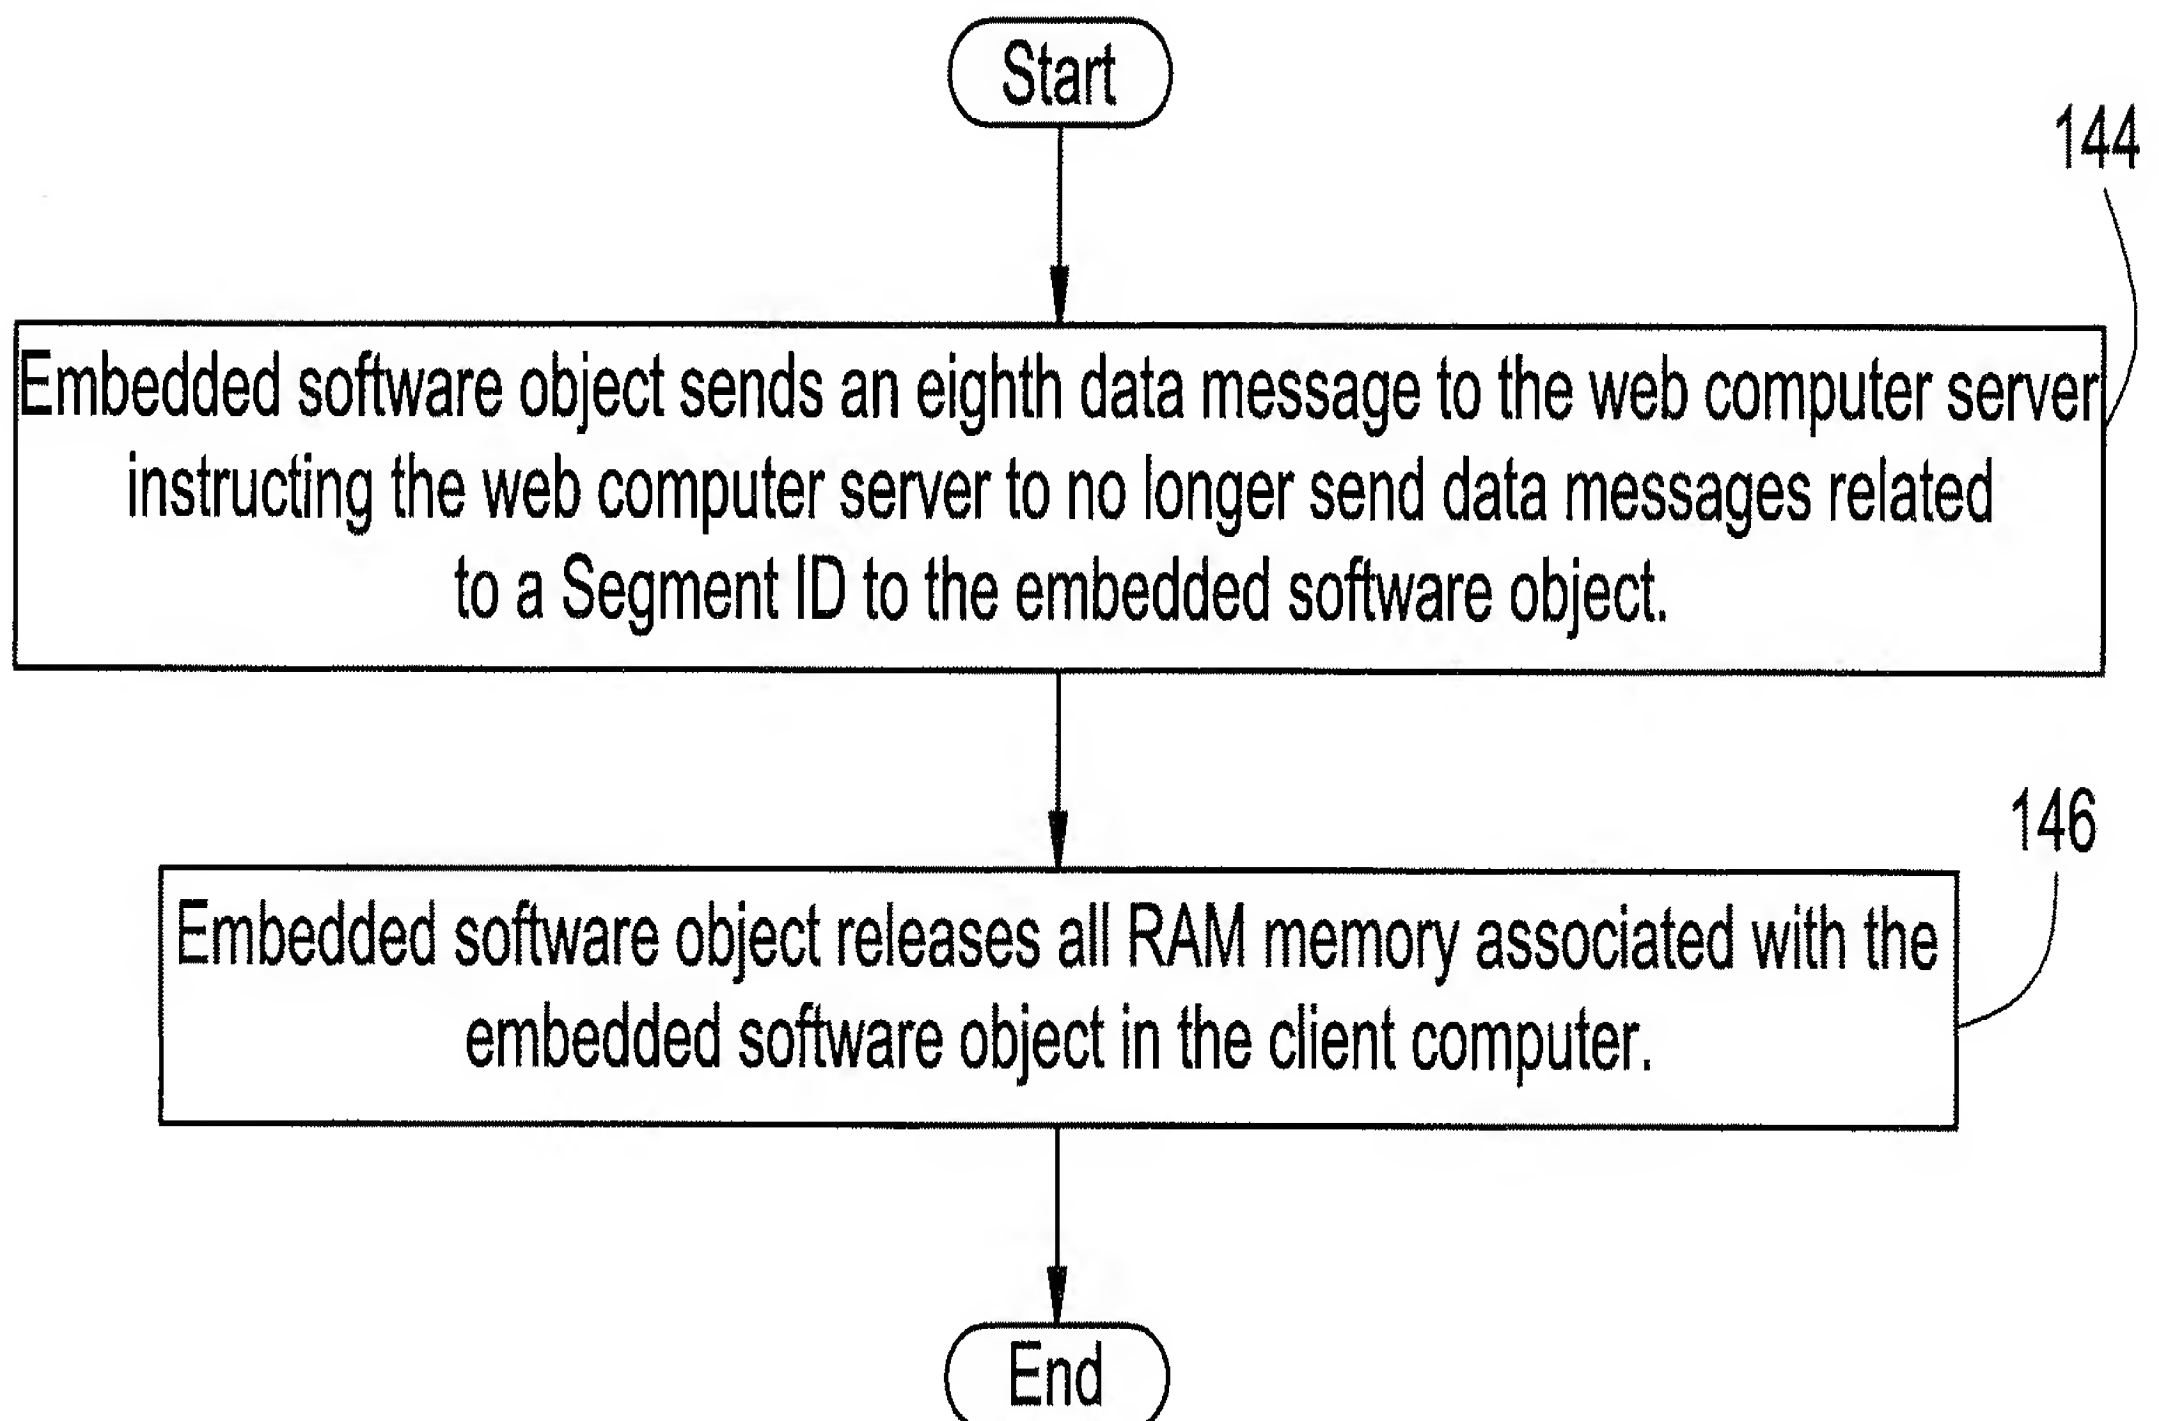 Start
144
Embedded software object sends an eighth data message to the web computer server
instructing the web computer server to no longer send data messages related
to a Segment ID to the embedded software object.
146
Embedded software object releases all RAM memory associated with the
embedded software object in the client computer.
End